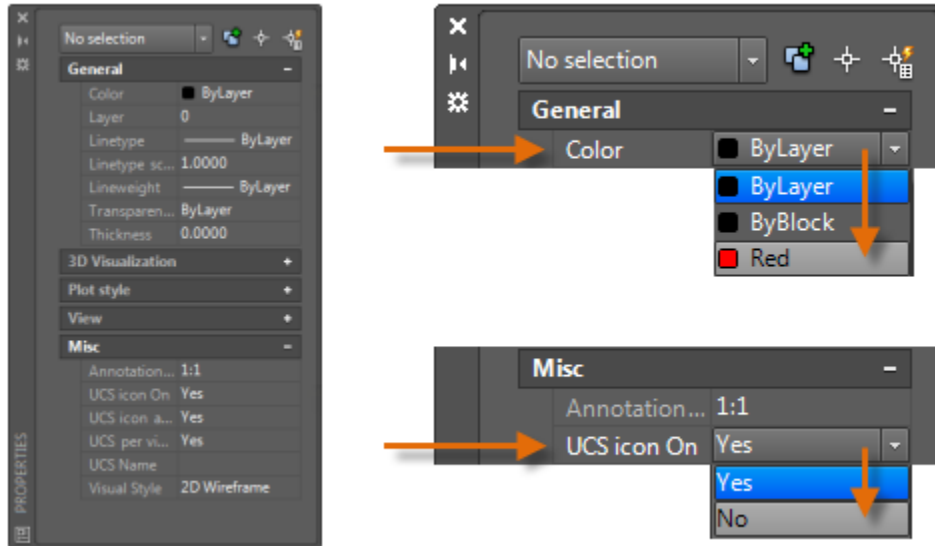 No selection
General
Color ByLayer
Layer 0
Linetype ByLayer
Linetype sc... 1.0000
Lineweight ByLayer
Transparen... ByLayer
Thickness 0.0000
3D Visualization
Plot style
View
Misc
Annotation... 1:1
UCS icon On Yes
UCS icon a... Yes
UCS per vi... Yes
UCS Name
Visual Style 2D Wireframe
PROPERTIES
No selection
General
Color ByLayer
ByLayer
ByBlock
Red
Misc
Annotation... 1:1
UCS icon On Yes
Yes
No